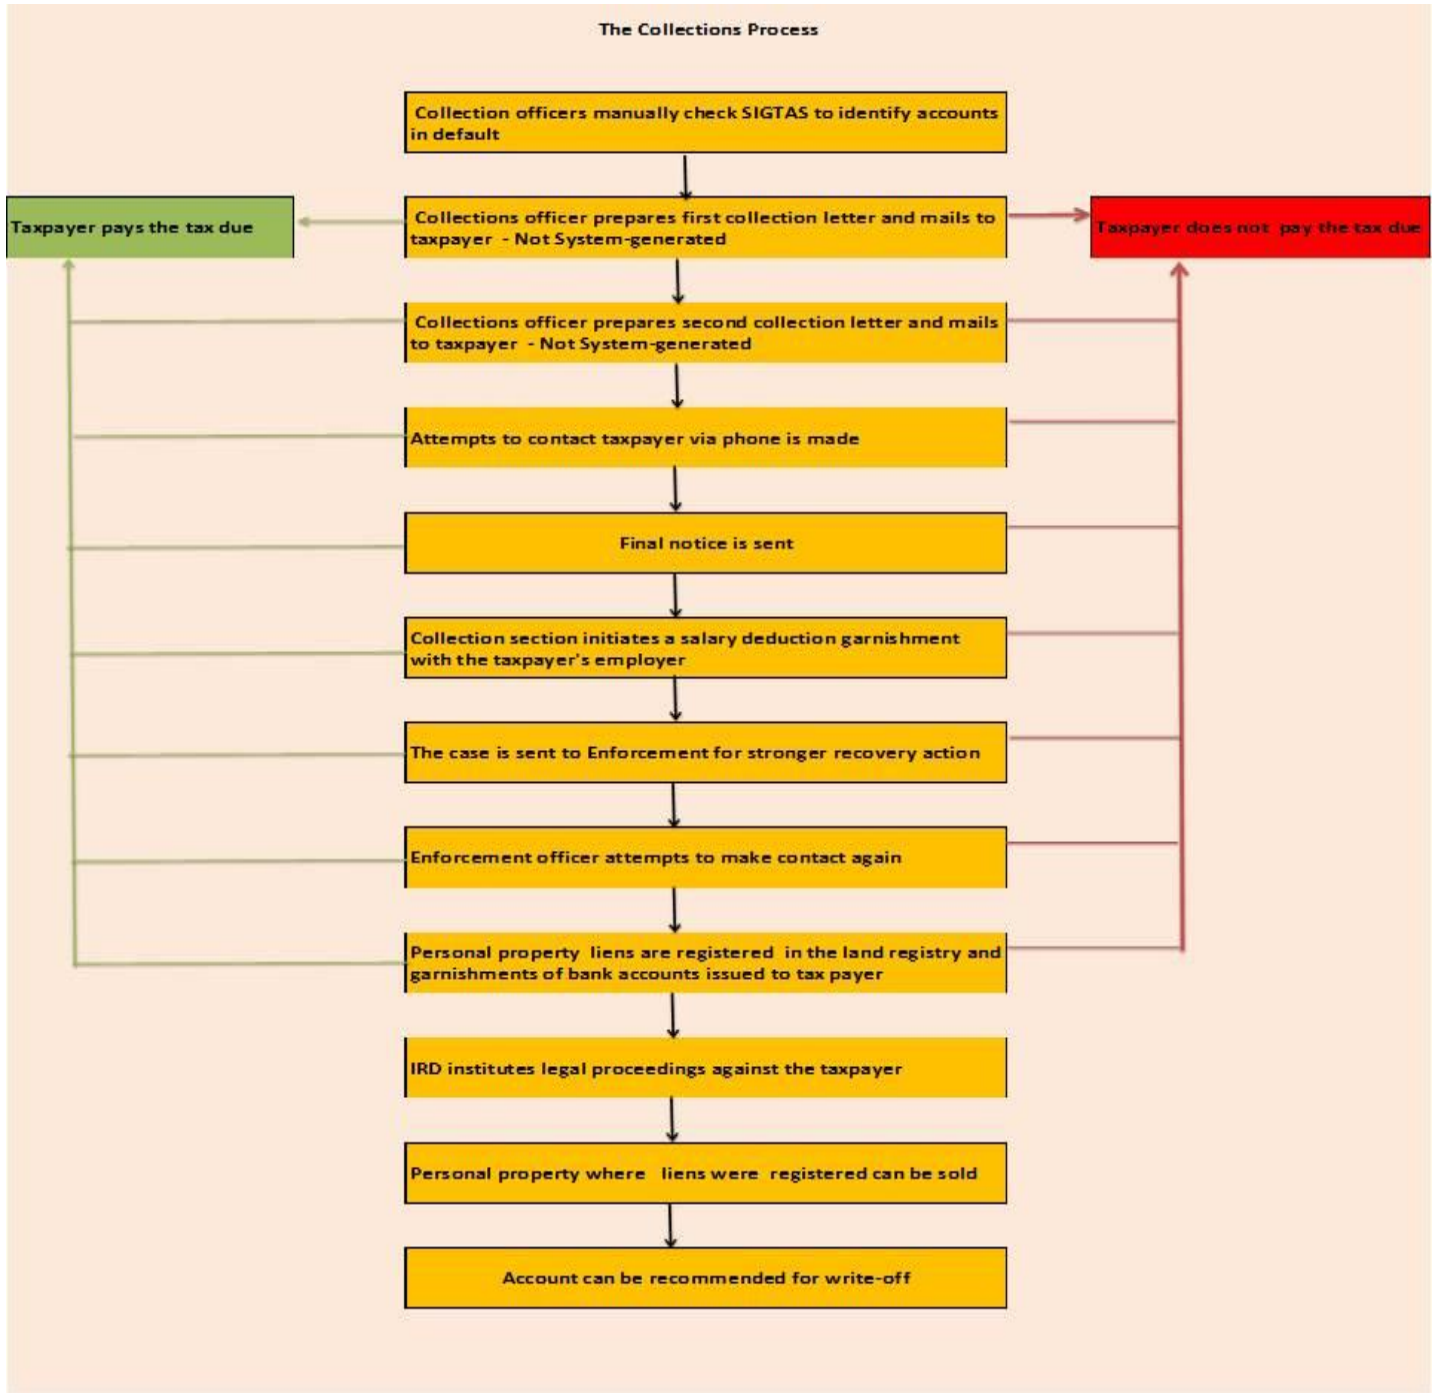 The Collections Process
Collection officers manually check SIGTAS to identify accounts
in default
Taxpayer pays the tax due
Collections officer prepares first collection letter and mails to
taxpayer - Not System-generated
Taxpayer does not pay the tax due
Collections officer prepares second collection letter and mails
to taxpayer - Not System-generated
Attempts to contact taxpayer via phone is made
Final notice is sent
Collection section initiates a salary deduction garnishment
with the taxpayer's employer
The case is sent to Enforcement for stronger recovery action
Enforcement officer attempts to make contact again
Personal property liens are registered in the land registry and
garnishments of bank accounts issued to tax payer
IRD institutes legal proceedings against the taxpayer
Personal property where liens were registered can be sold
Account can be recommended for write-off